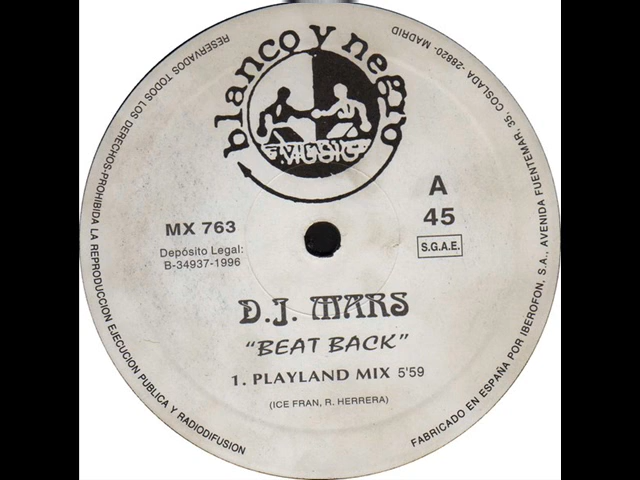 blanco y negro
MUSIC
MX 763
Depósito Legal:
B-34937-1996
A
45
S.G.A.E.
D.J. MARS
"BEAT BACK"
1. PLAYLAND MIX 5'59
(ICE FRAN, R. HERRERA)
RESERVADOS TODOS LOS DERECHOS-PROHIBIDA LA REPRODUCCION EJECUCION PUBLICA Y RADIODIFUSION
FABRICADO EN ESPAÑA POR IBEROFON, S.A., AVENIDA FUENTEMAR, 35, COSLADA -28820- MADRID